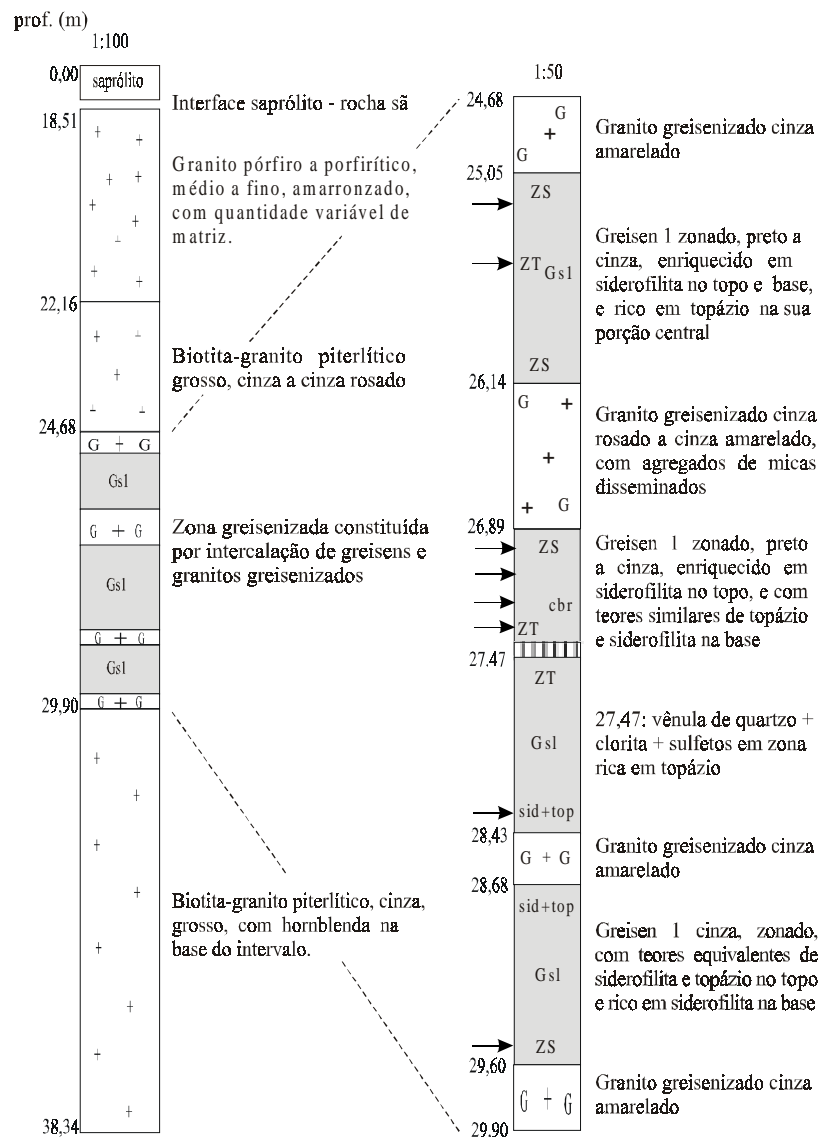 prof. (m)
1:100
0,00
saprólito
Interface saprólito - rocha sã
18,51
Granito pórfiro a porfirítico,
médio a fino, amarronzado,
com quantidade variável de
matriz.
22,16
Biotita-granito piterlítico
grosso, cinza a cinza rosado
24,68
G + G
Gsl
G + G
Zona greisenizada constituída
por intercalação de greisens e
granitos greisenizados
Gsl
G + G
Gsl
29,90
G + G
Biotita-granito piterlítico, cinza,
grosso, com hornblenda na
base do intervalo.
38,34
1:50
24,68
G
+
G
Granito greisenizado cinza
amarelado
25,05
ZS
ZT Gsl
Greisen 1 zonado, preto a
cinza, enriquecido em
siderofilita no topo e base,
e rico em topázio na sua
porção central
ZS
26,14
G +
+
+ G
Granito greisenizado cinza
rosado a cinza amarelado,
com agregados de micas
disseminados
26,89
ZS
cbr
ZT
Greisen 1 zonado, preto
a cinza, enriquecido em
siderofilita no topo, e com
teores similares de topázio
e siderofilita na base
27.47
ZT
Gsl
27,47: vênula de quartzo +
clorita + sulfetos em zona
rica em topázio
sid+top
28,43
G + G
Granito greisenizado cinza
amarelado
28,68
sid+top
Gsl
Greisen 1 cinza, zonado,
com teores equivalentes de
siderofilita e topázio no topo
e rico em siderofilita na base
ZS
29,60
G + G
Granito greisenizado cinza
amarelado
29,90